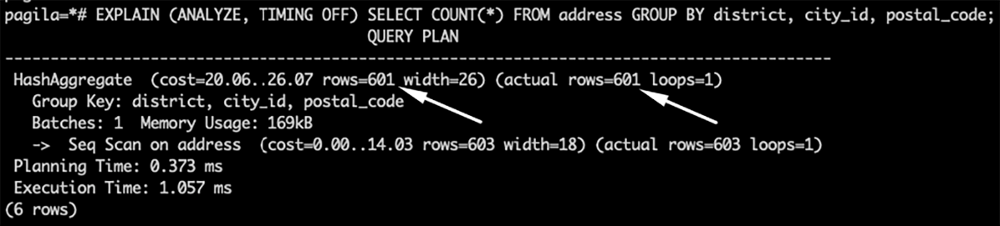 pagila=*# EXPLAIN (ANALYZE, TIMING OFF) SELECT COUNT(*) FROM address GROUP BY district, city_id, postal_code;
QUERY PLAN
------------------------------------------------------------------------------------------
HashAggregate (cost=20.06..26.07 rows=601 width=26) (actual rows=601 loops=1)
Group Key: district, city_id, postal_code
Batches: 1 Memory Usage: 169kB
-> Seq Scan on address (cost=0.00..14.03 rows=603 width=18) (actual rows=603 loops=1)
Planning Time: 0.373 ms
Execution Time: 1.057 ms
(6 rows)